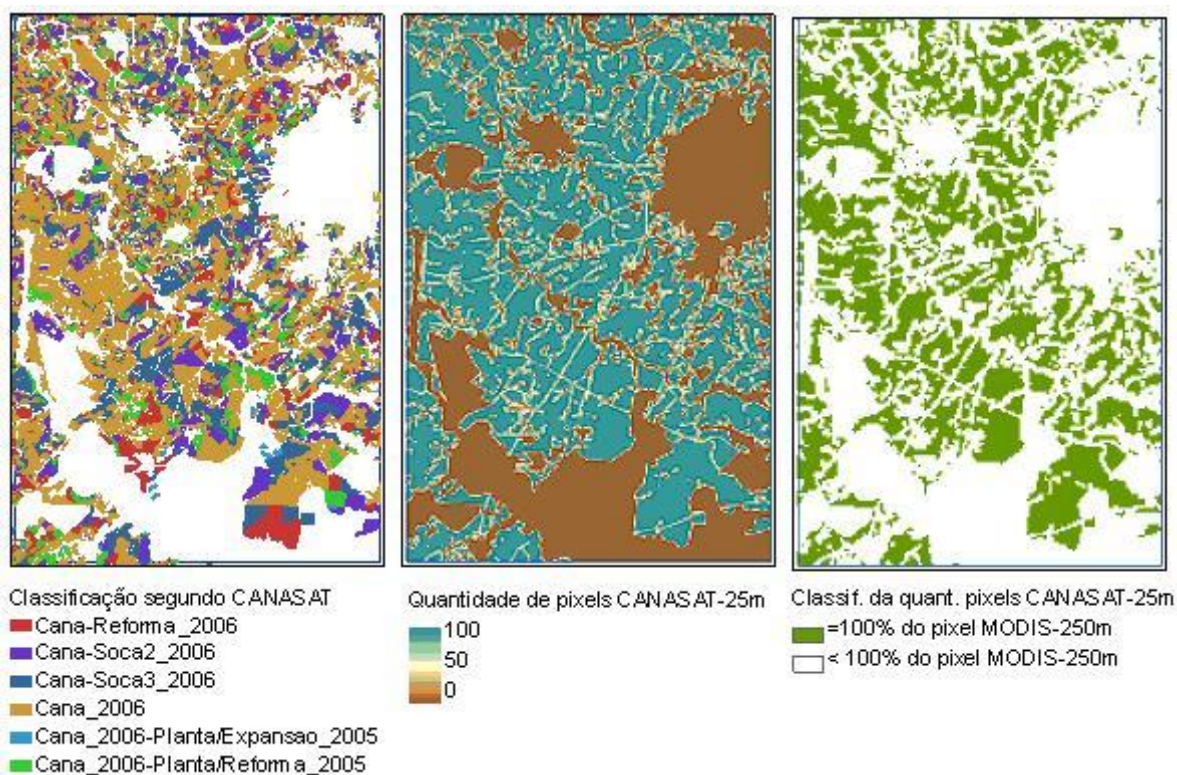 Classificação segundo CANASAT
Cana-Reforma_2006
Cana-Soca2_2006
Cana-Soca3_2006
Cana_2006
Cana_2006-Planta/Expansao_2005
Cana_2006-Planta/Reforma_2005
Quantidade de pixels CANASAT-25m
100
50
0
Classif. da quant. pixels CANASAT-25m
=100% do pixel MODIS-250m
< 100% do pixel MODIS-250m